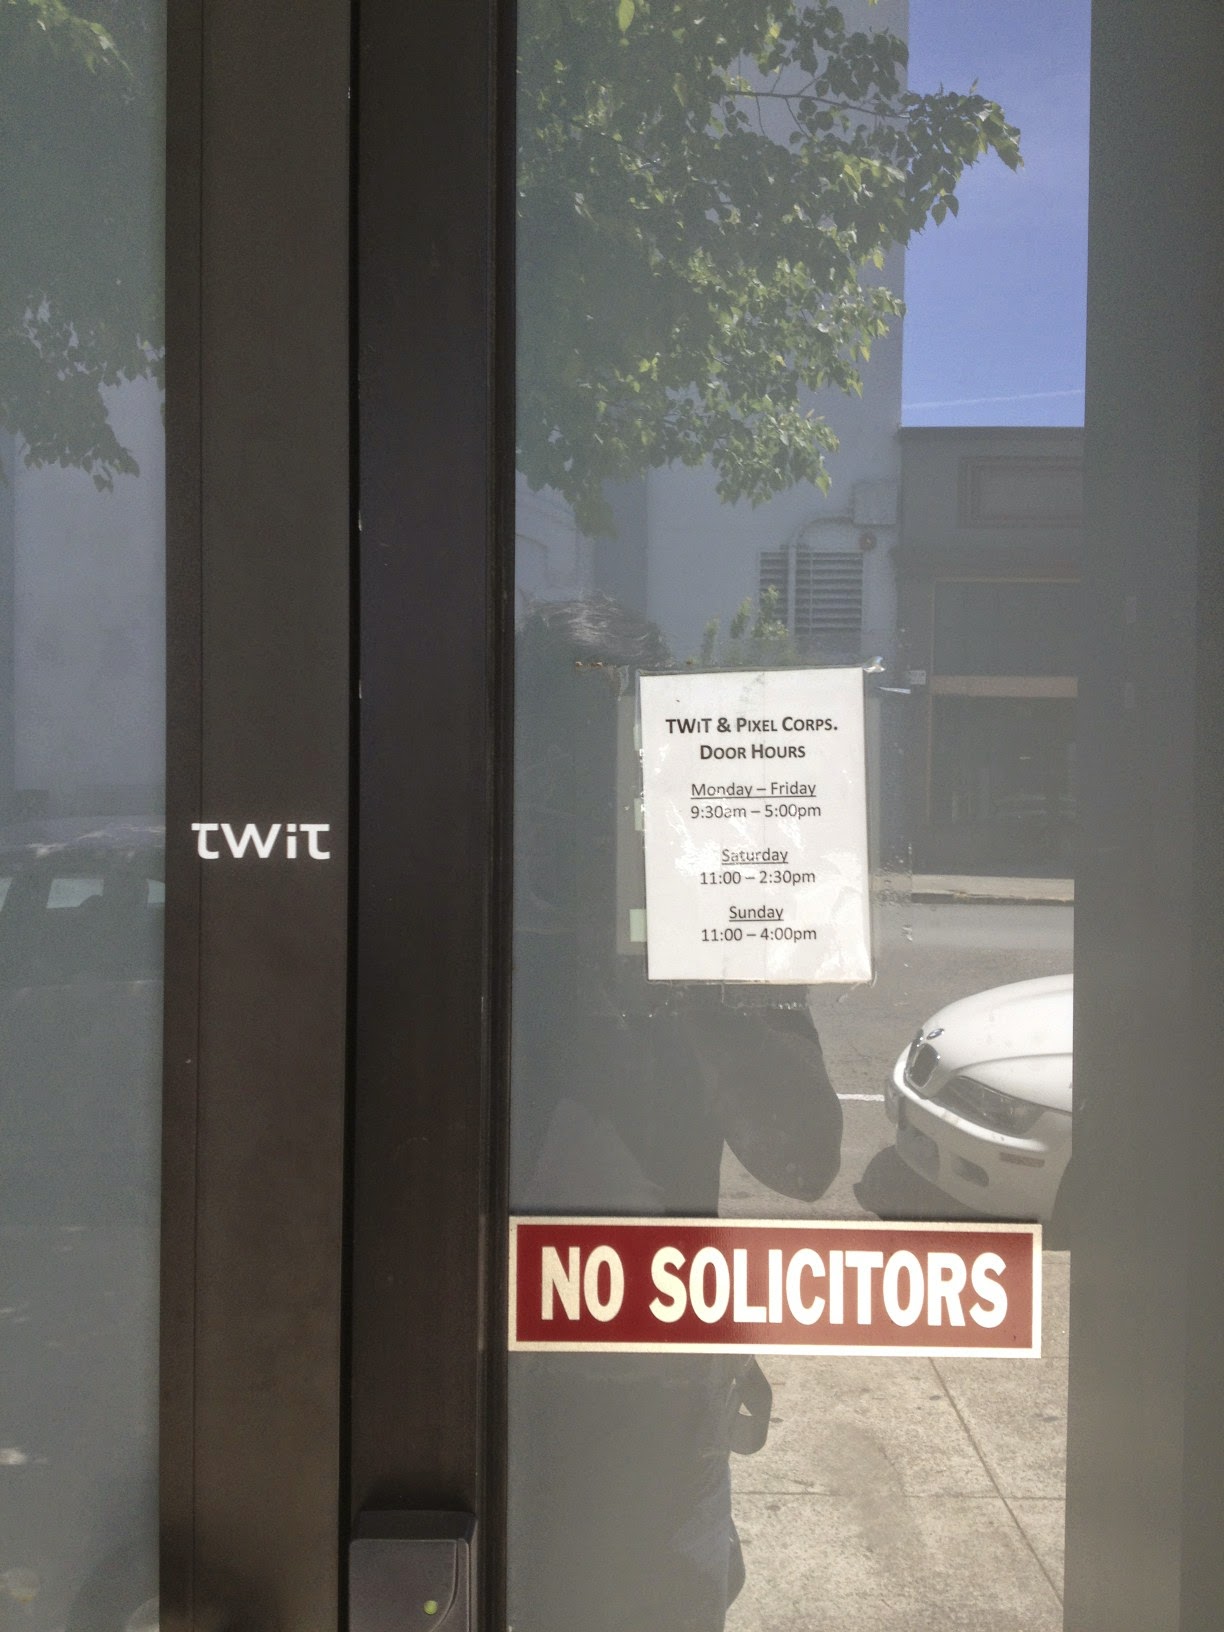 TWiT
TWiT & Pixel Corps.
Door Hours
Monday – Friday
9:30am – 5:00pm
Saturday
11:00 – 2:30pm
Sunday
11:00 – 4:00pm
NO SOLICITORS